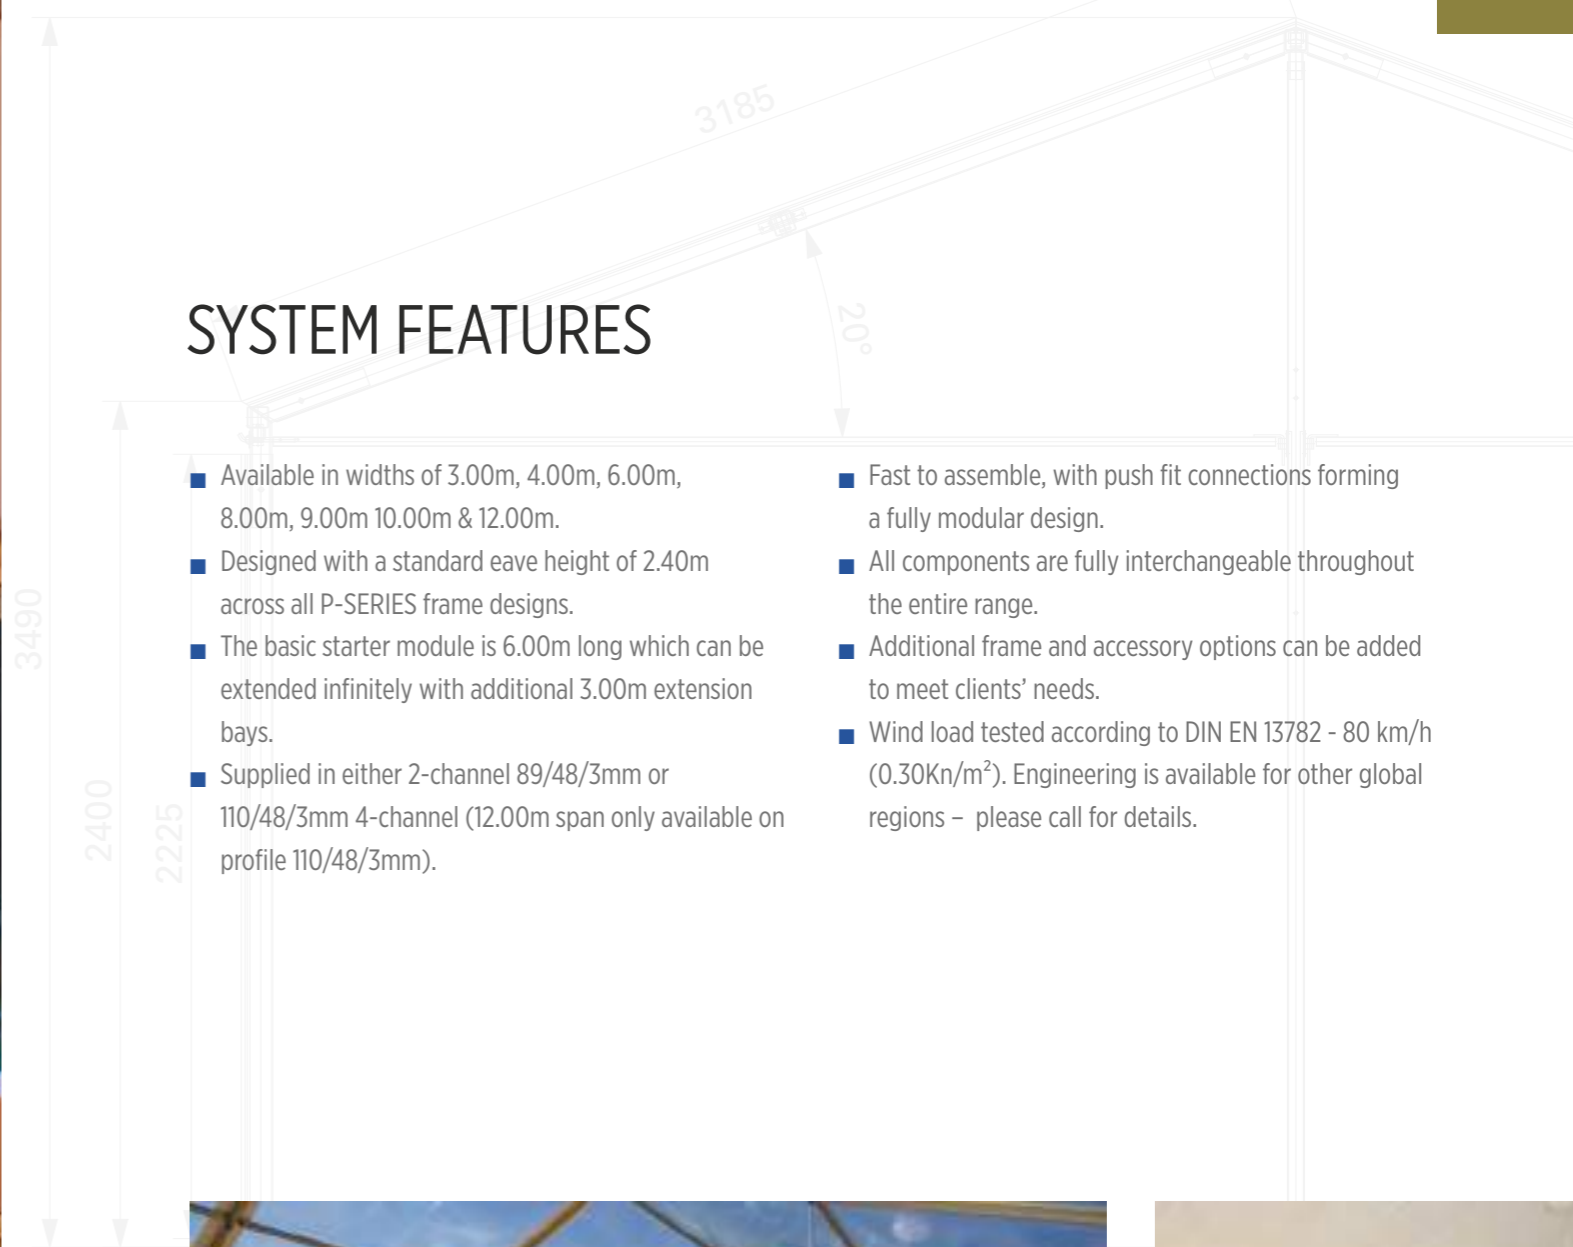 3185
20°
SYSTEM FEATURES
Available in widths of 3.00m, 4.00m, 6.00m,
8.00m, 9.00m 10.00m & 12.00m.
Designed with a standard eave height of 2.40m
across all P-SERIES frame designs.
The basic starter module is 6.00m long which can be
extended infinitely with additional 3.00m extension
bays.
Supplied in either 2-channel 89/48/3mm or
110/48/3mm 4-channel (12.00m span only available on
profile 110/48/3mm).
Fast to assemble, with push fit connections forming
a fully modular design.
All components are fully interchangeable throughout
the entire range.
Additional frame and accessory options can be added
to meet clients’ needs.
Wind load tested according to DIN EN 13782 - 80 km/h
(0.30Kn/m²). Engineering is available for other global
regions – please call for details.
3490
2400
2225